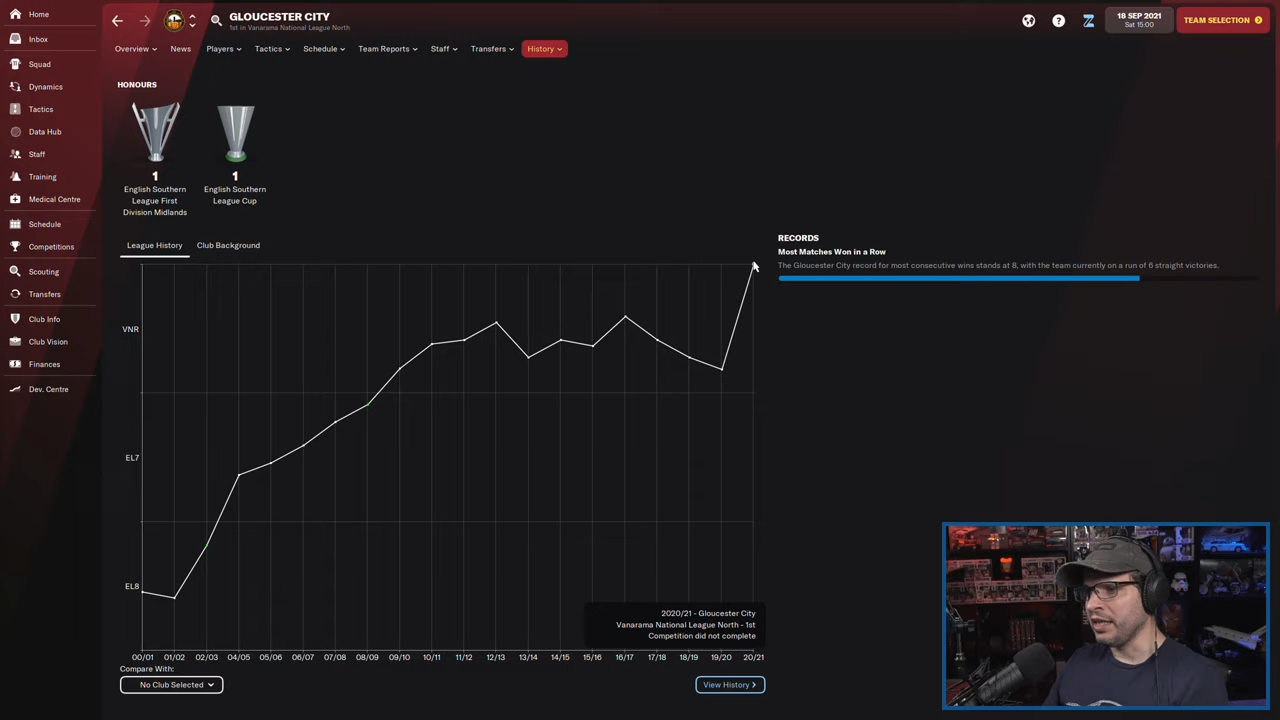 Home
Inbox
Squad
Dynamics
Tactics
Data Hub
Staff
Training
Medical Centre
Schedule
Competitions
Scouting
Transfers
Club Info
Club Vision
Finances
Dev. Centre
GLOUCESTER CITY
1st in Vanarama National League North
18 SEP 2021
Sat 15:00
TEAM SELECTION
Overview
News
Players
Tactics
Schedule
Team Reports
Staff
Transfers
History
HONOURS
1
English Southern
League First
Division Midlands
1
English Southern
League Cup
League History
Club Background
VNR
EL7
EL8
2020/21 - Gloucester City
Vanarama National League North - 1st
Competition did not complete
00/01 01/02 02/03 04/05 05/06 06/07 07/08 08/09 09/10 10/11 11/12 12/13 13/14 14/15 15/16 16/17 17/18 18/19 19/20 20/21
Compare With:
No Club Selected
View History
RECORDS
Most Matches Won in a Row
The Gloucester City record for most consecutive wins stands at 8, with the team currently on a run of 6 straight victories.